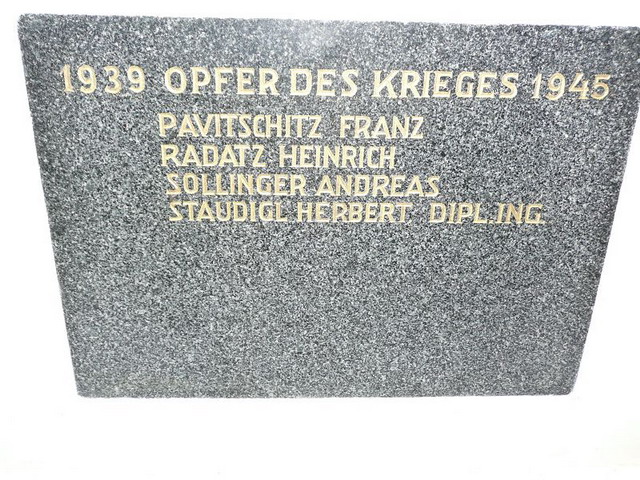 1939 OPFER DES KRIEGES 1945
PAVITSCHITZ FRANZ
RADATZ HEINRICH
SOLLINGER ANDREAS
STAUDIGL HERBERT DIPL.ING.